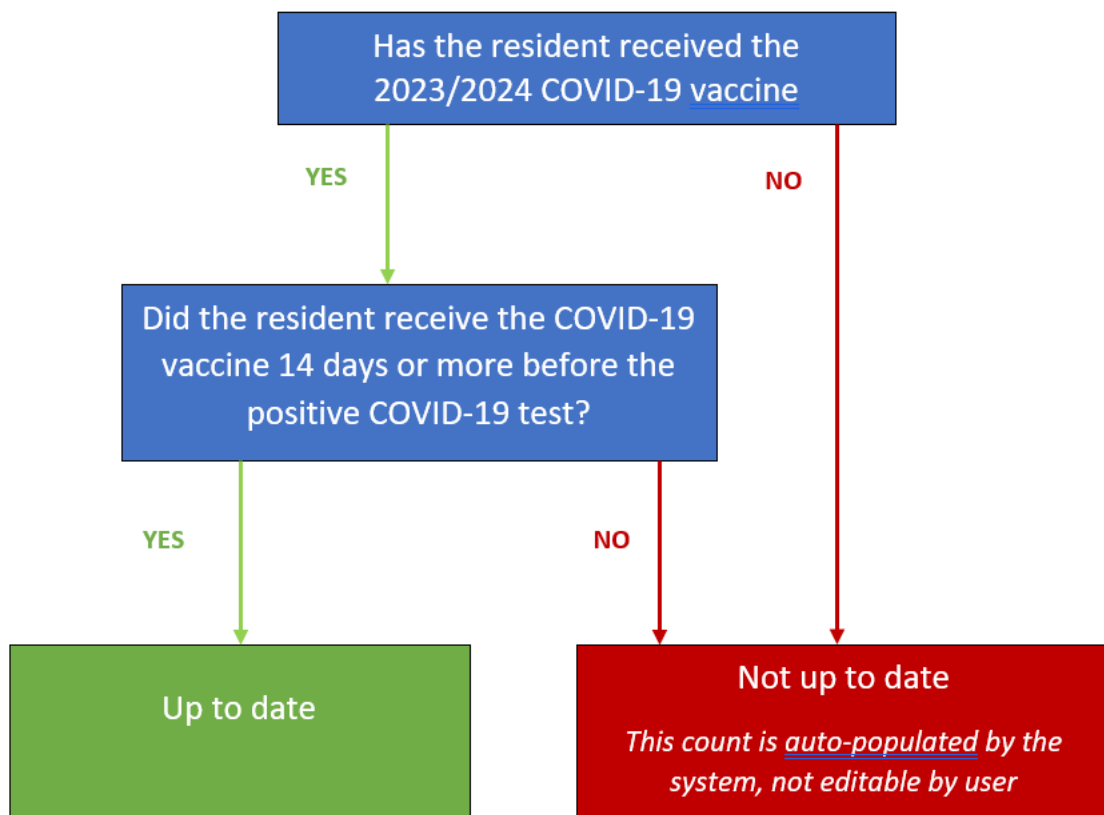 Has the resident received the
2023/2024 COVID-19 vaccine
YES
NO
Did the resident receive the COVID-19
vaccine 14 days or more before the
positive COVID-19 test?
YES
NO
Up to date
Not up to date
This count is auto-populated by the
system, not editable by user